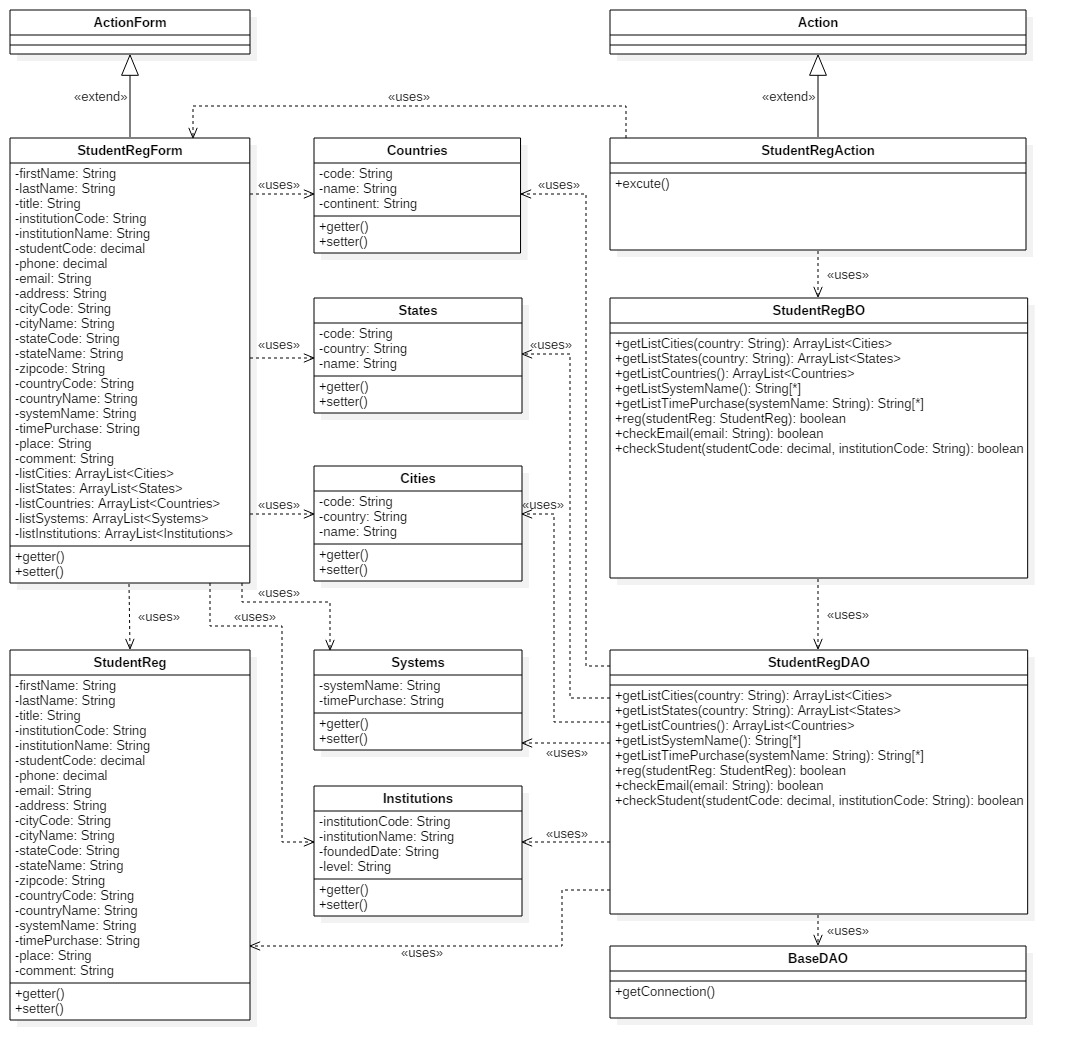 ActionForm
Action
«extend»
«uses»
«extend»
StudentRegForm
-firstName: String
-lastName: String
-title: String
-institutionCode: String
-institutionName: String
-studentCode: decimal
-phone: decimal
-email: String
-address: String
-cityCode: String
-cityName: String
-stateCode: String
-stateName: String
-zipcode: String
-countryCode: String
-countryName: String
-systemName: String
-timePurchase: String
-place: String
-comment: String
-listCities: ArrayList<Cities>
-listStates: ArrayList<States>
-listCountries: ArrayList<Countries>
-listSystems: ArrayList<Systems>
-listInstitutions: ArrayList<Institutions>
+getter()
+setter()
«uses»
Countries
-code: String
-name: String
-continent: String
+getter()
+setter()
«uses»
StudentRegAction
+excute()
«uses»
«uses»
States
-code: String
-country: String
-name: String
+getter()
+setter()
«uses»
StudentRegBO
+getListCities(country: String): ArrayList<Cities>
+getListStates(country: String): ArrayList<States>
+getListCountries(): ArrayList<Countries>
+getListSystemName(): String[*]
+getListTimePurchase(systemName: String): String[*]
+reg(studentReg: StudentReg): boolean
+checkEmail(email: String): boolean
+checkStudent(studentCode: decimal, institutionCode: String): boolean
«uses»
Cities
-code: String
-country: String
-name: String
+getter()
+setter()
«uses»
«uses»
«uses»
«uses»
«uses»
StudentReg
-firstName: String
-lastName: String
-title: String
-institutionCode: String
-institutionName: String
-studentCode: decimal
-phone: decimal
-email: String
-address: String
-cityCode: String
-cityName: String
-stateCode: String
-stateName: String
-zipcode: String
-countryCode: String
-countryName: String
-systemName: String
-timePurchase: String
-place: String
-comment: String
+getter()
+setter()
Systems
-systemName: String
-timePurchase: String
+getter()
+setter()
«uses»
StudentRegDAO
+getListCities(country: String): ArrayList<Cities>
+getListStates(country: String): ArrayList<States>
+getListCountries(): ArrayList<Countries>
+getListSystemName(): String[*]
+getListTimePurchase(systemName: String): String[*]
+reg(studentReg: StudentReg): boolean
+checkEmail(email: String): boolean
+checkStudent(studentCode: decimal, institutionCode: String): boolean
Institutions
-institutionCode: String
-institutionName: String
-foundedDate: String
-level: String
+getter()
+setter()
«uses»
«uses»
«uses»
BaseDAO
+getConnection()